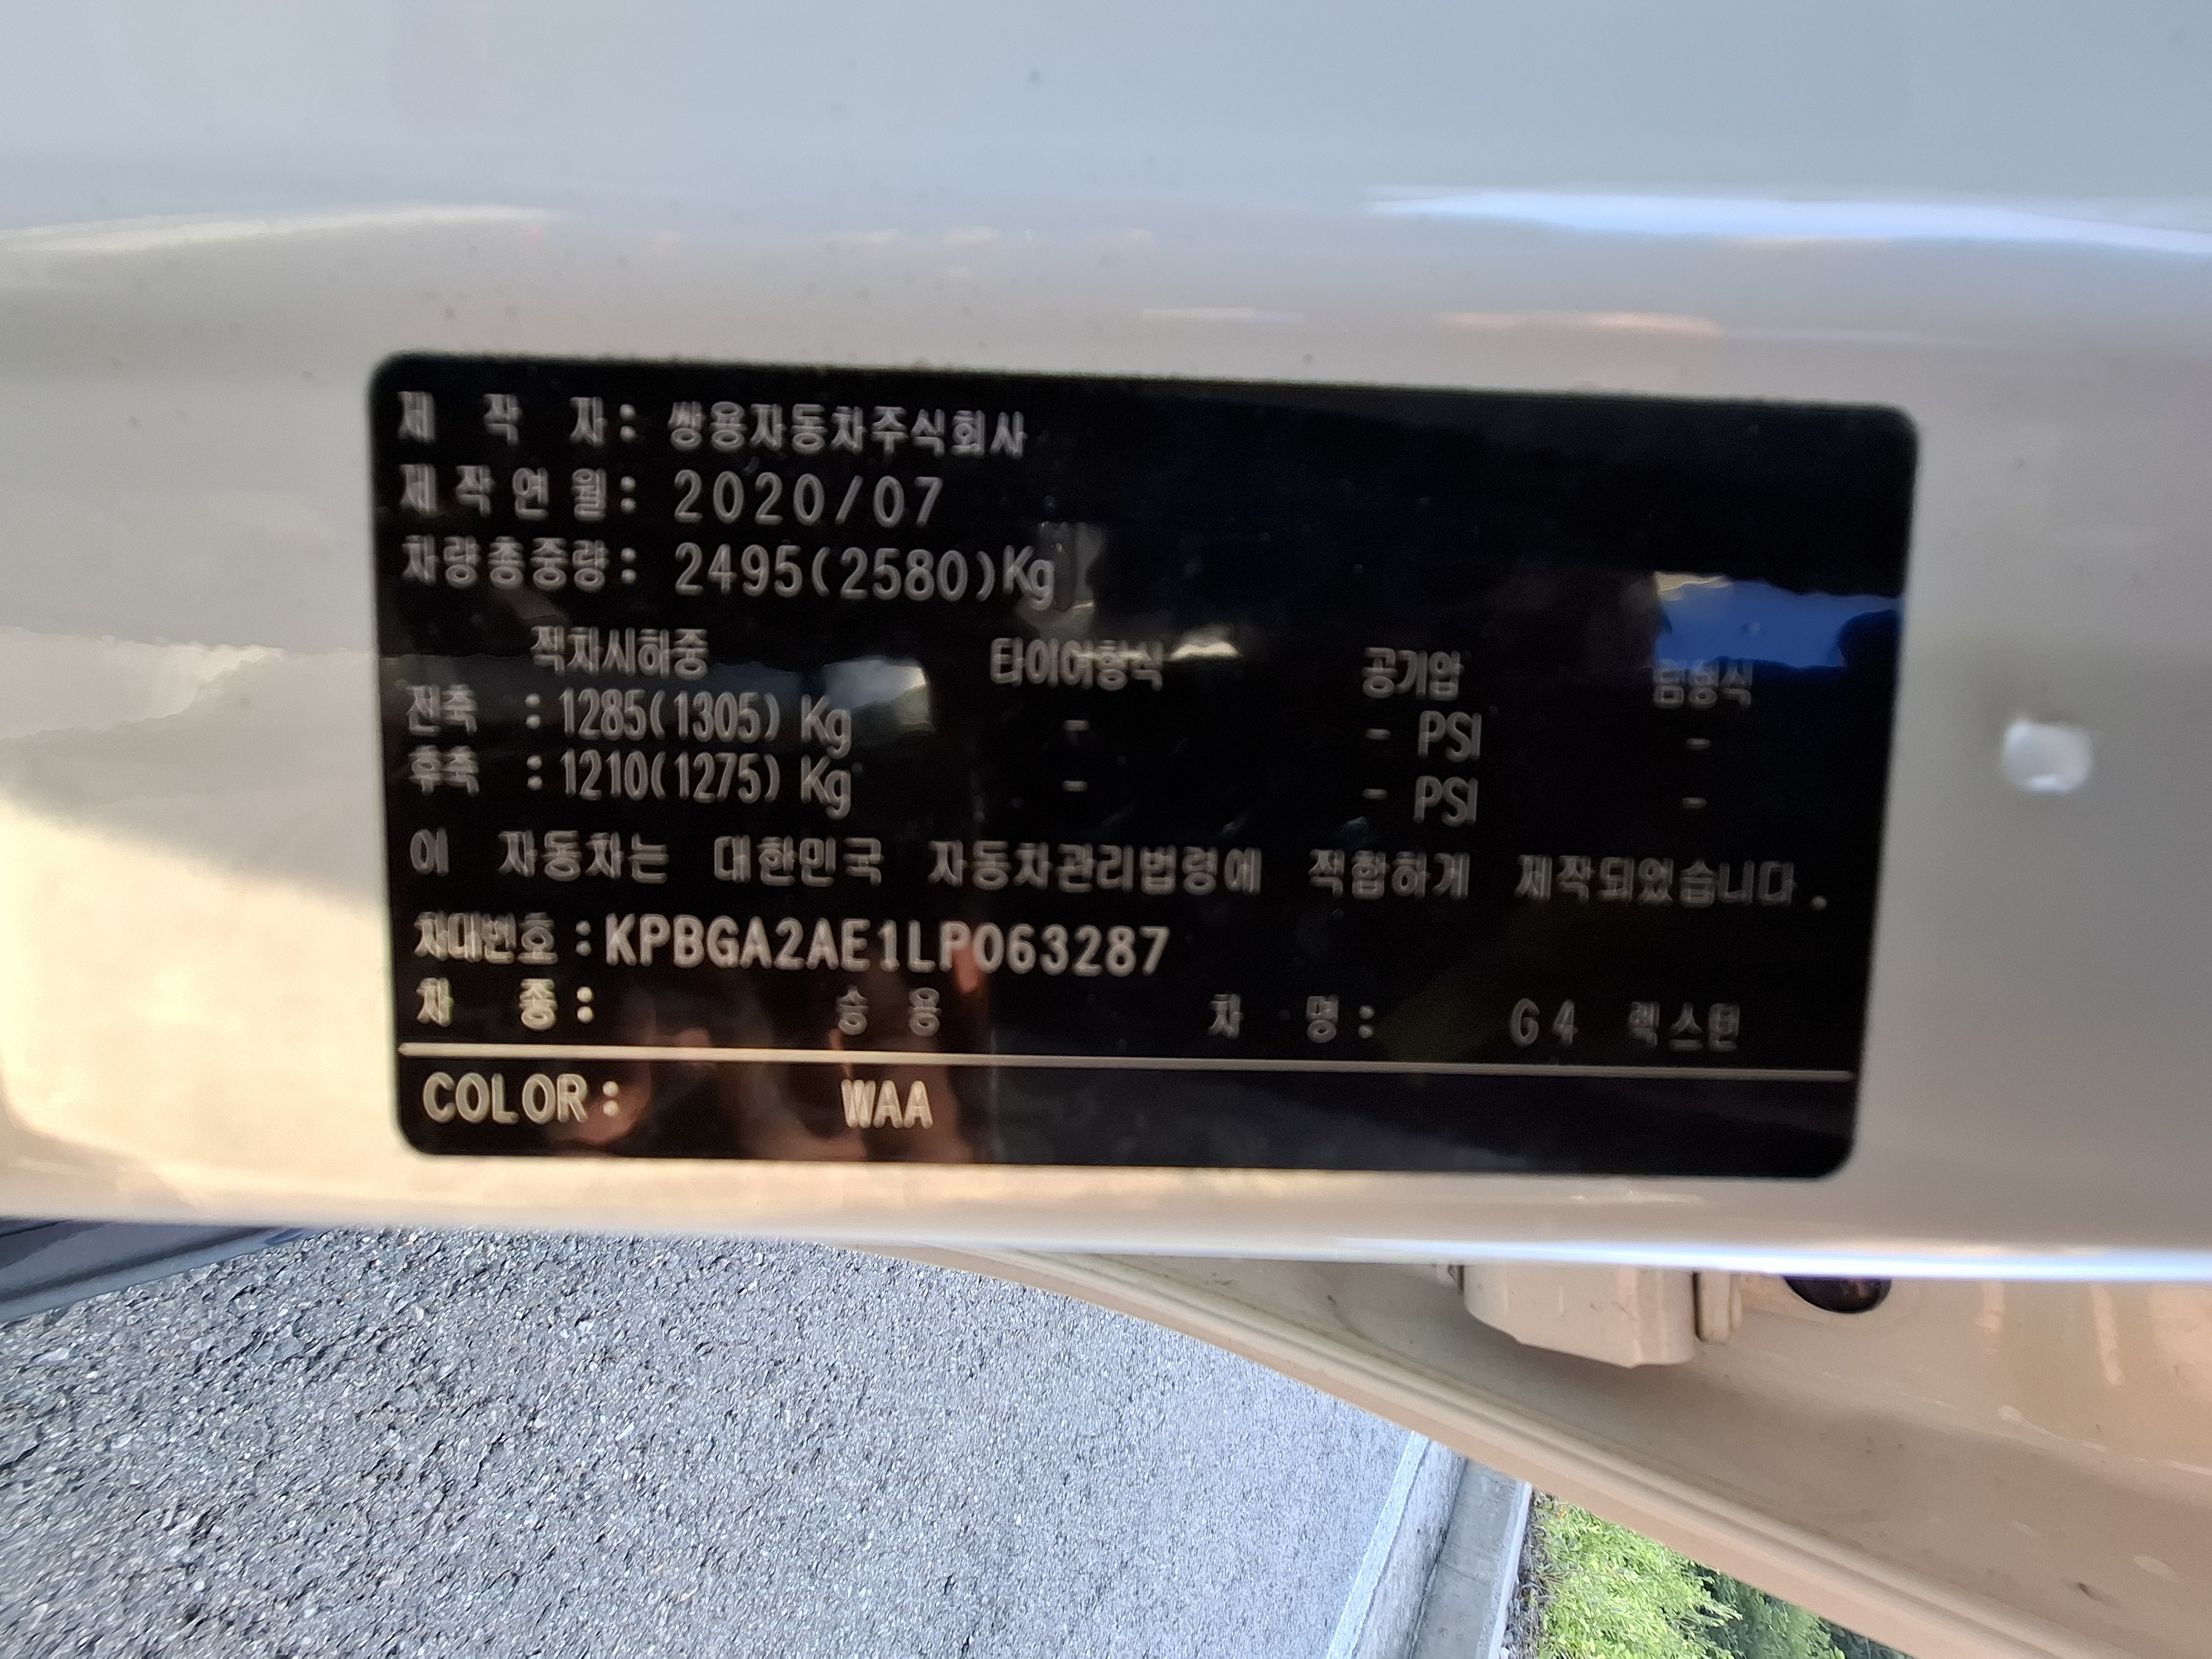 제 작 자: 쌍용자동차주식회사
제작연월: 2020/07
차량총중량: 2495(2580)Kg
적차시하중 타이어형식 공기압 림형식
전축 : 1285(1305) Kg - - PSI -
후축 : 1210(1275) Kg - - PSI -
이 자동차는 대한민국 자동차관리법령에 적합하게 제작되었습니다.
차대번호 : KPBGA2AE1LP063287
차 종: 승 용 차 명: G4 렉스턴
COLOR: WAA